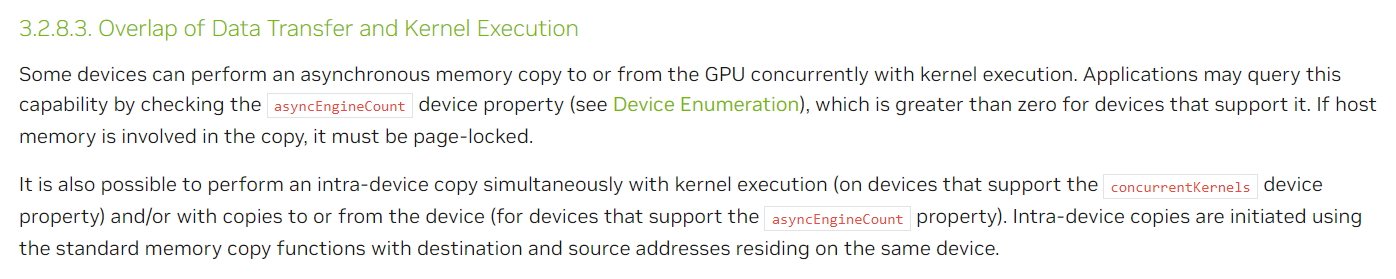 3.2.8.3. Overlap of Data Transfer and Kernel Execution
Some devices can perform an asynchronous memory copy to or from the GPU concurrently with kernel execution. Applications may query this
capability by checking the asyncEngineCount device property (see Device Enumeration), which is greater than zero for devices that support it. If host
memory is involved in the copy, it must be page-locked.
It is also possible to perform an intra-device copy simultaneously with kernel execution (on devices that support the concurrentKernels device
property) and/or with copies to or from the device (for devices that support the asyncEngineCount property). Intra-device copies are initiated using
the standard memory copy functions with destination and source addresses residing on the same device.